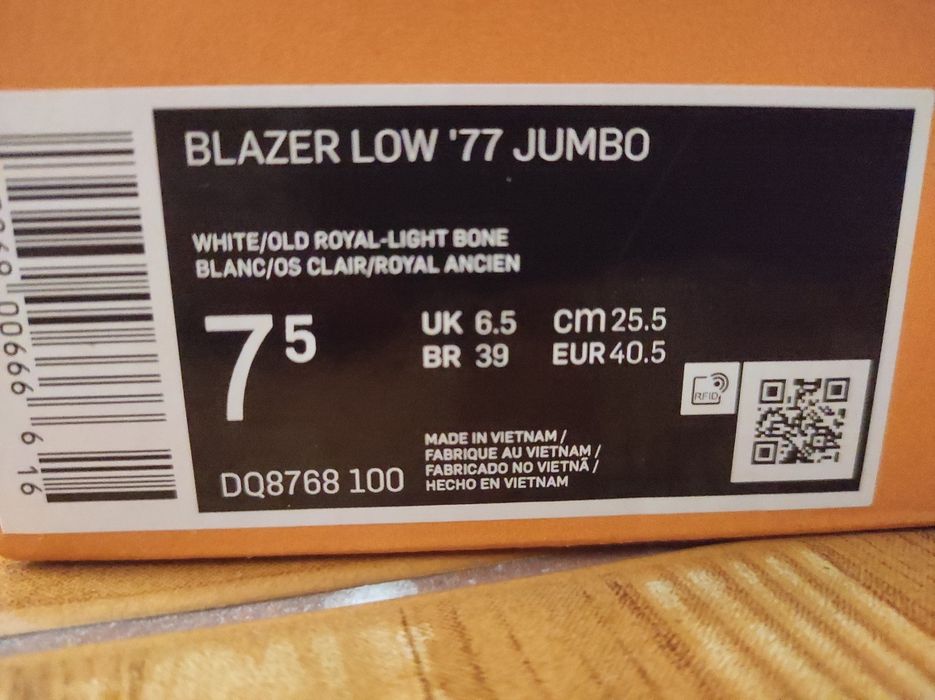 BLAZER LOW '77 JUMBO
WHITE/OLD ROYAL-LIGHT BONE
BLANC/OS CLAIR/ROYAL ANCIEN
7 5
UK 6.5 cm 25.5
BR 39 EUR 40.5
RFID
MADE IN VIETNAM /
FABRIQUE AU VIETNAM /
FABRICADO NO VIETNÃ /
HECHO EN VIETNAM
DQ8768 100
00666 616